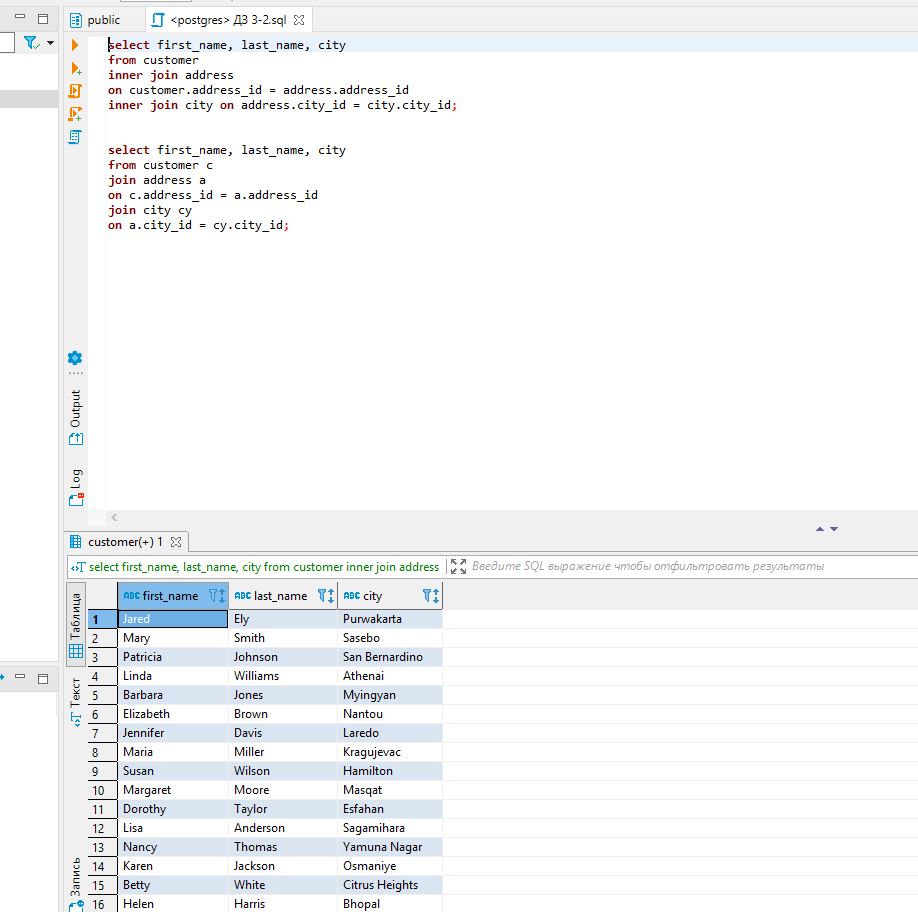 public
<postgres> ДЗ 3-2.sql
select first_name, last_name, city
from customer
inner join address
on customer.address_id = address.address_id
inner join city on address.city_id = city.city_id;
select first_name, last_name, city
from customer c
join address a
on c.address_id = a.address_id
join city cy
on a.city_id = cy.city_id;
Output
Log
customer(+) 1
select first_name, last_name, city from customer inner join address
Введите SQL выражение чтобы отфильтровать результаты
Таблица
Текст
Запись
ABC first_name ABC last_name ABC city
1 Jared Ely Purwakarta
2 Mary Smith Sasebo
3 Patricia Johnson San Bernardino
4 Linda Williams Athenai
5 Barbara Jones Myingyan
6 Elizabeth Brown Nantou
7 Jennifer Davis Laredo
8 Maria Miller Kragujevac
9 Susan Wilson Hamilton
10 Margaret Moore Masqat
11 Dorothy Taylor Esfahan
12 Lisa Anderson Sagamihara
13 Nancy Thomas Yamuna Nagar
14 Karen Jackson Osmaniye
15 Betty White Citrus Heights
16 Helen Harris Bhopal